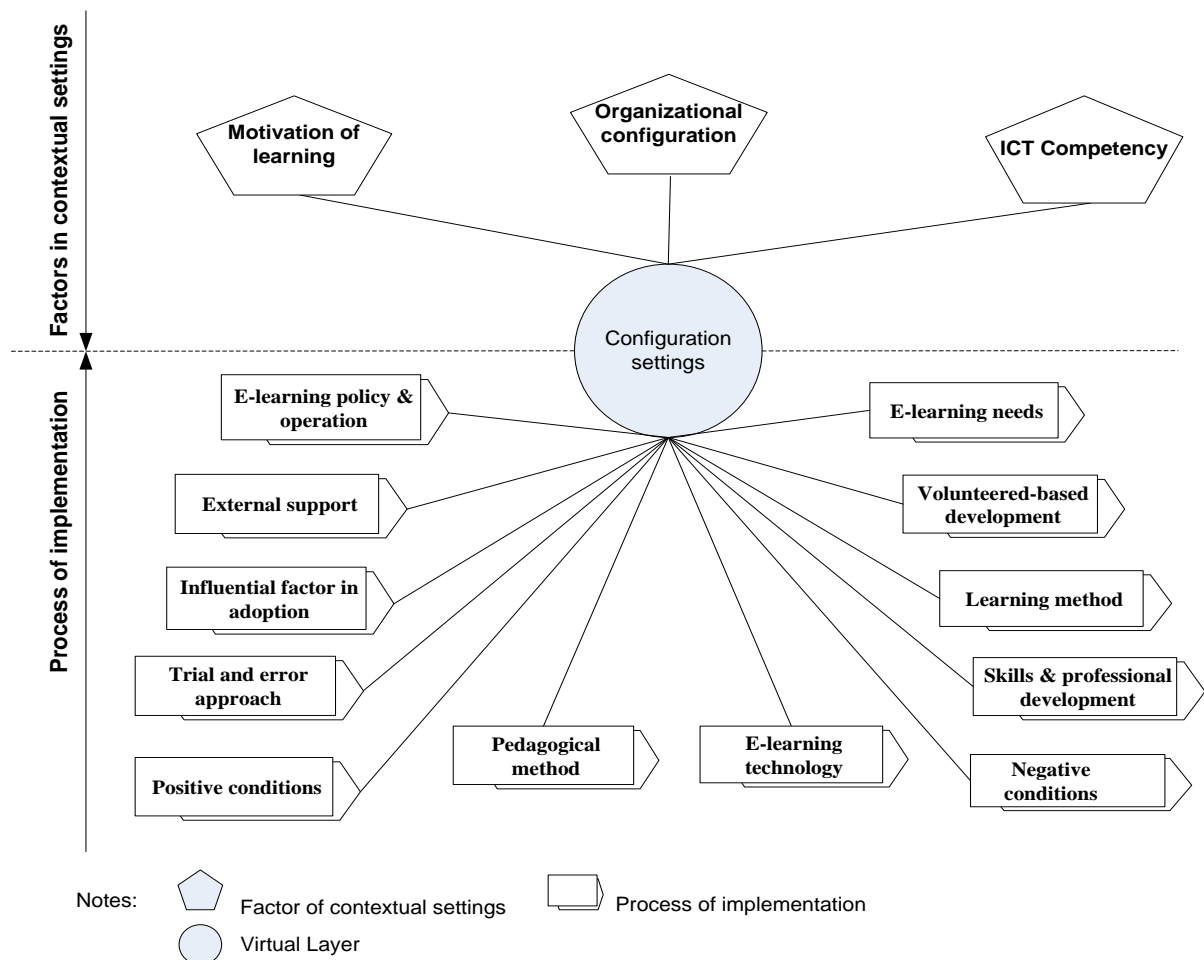 Factors in contextual settings
Motivation of
learning
Organizational
configuration
ICT Competency
Configuration
settings
Process of implementation
E-learning policy &
operation
E-learning needs
External support
Volunteered-based
development
Influential factor in
adoption
Learning method
Trial and error
approach
Skills & professional
development
Positive conditions
Pedagogical
method
E-learning
technology
Negative
conditions
Notes:
Factor of contextual settings
Process of implementation
Virtual Layer